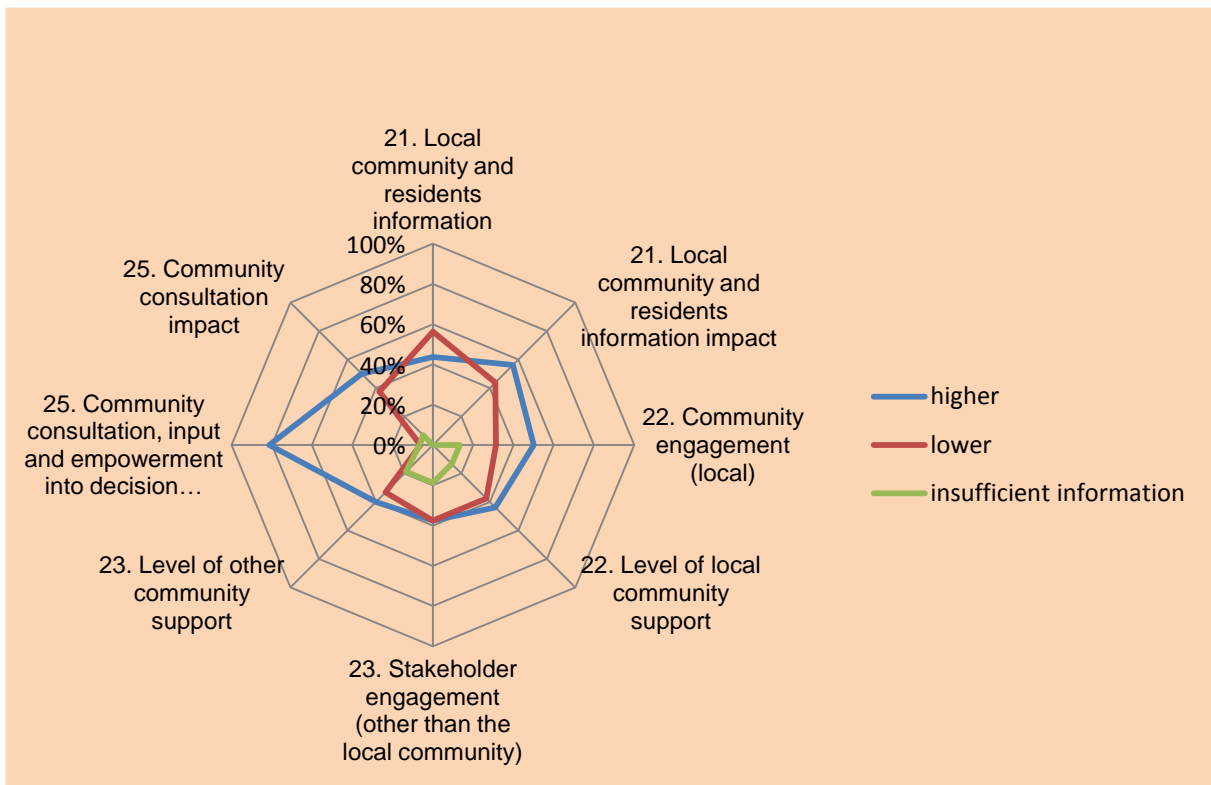 21. Local
community and
residents
information
21. Local
community and
residents
information impact
22. Community
engagement
(local)
22. Level of local
community
support
23. Stakeholder
engagement
(other than the
local community)
23. Level of other
community
support
25. Community
consultation, input
and empowerment
into decision…
25. Community
consultation
impact
100%
80%
60%
40%
20%
0%
higher
lower
insufficient information